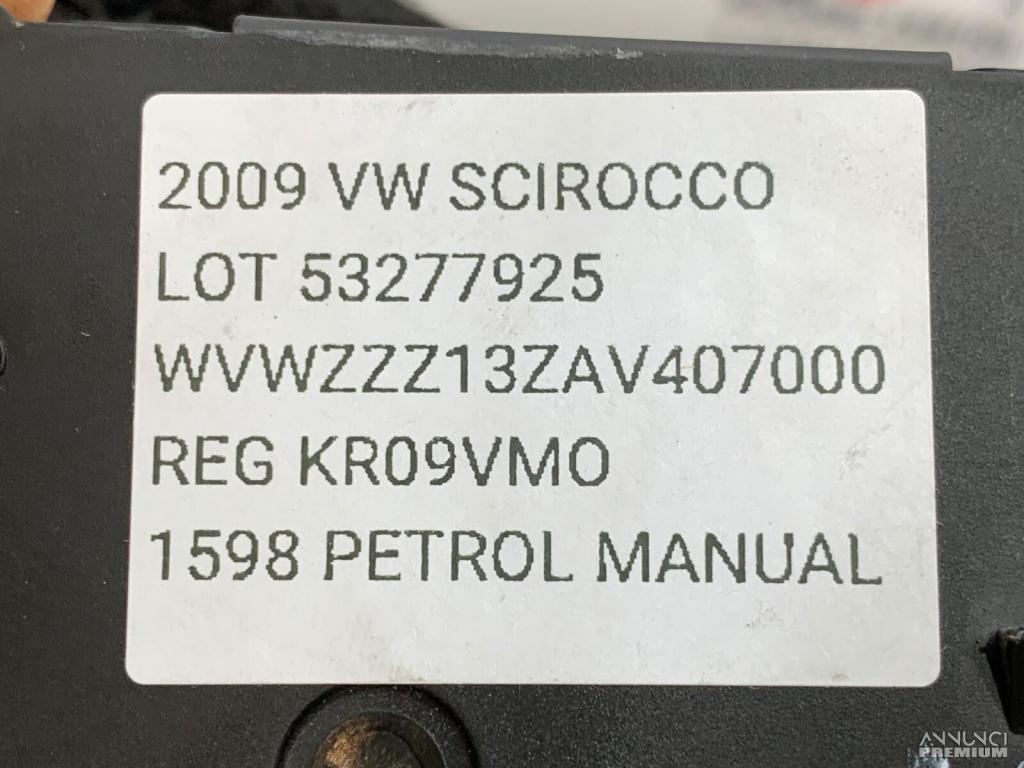 2009 VW SCIROCCO
LOT 53277925
WVWZZZ13ZAV407000
REG KR09VMO
1598 PETROL MANUAL
ANNUNCI
PREMIUM